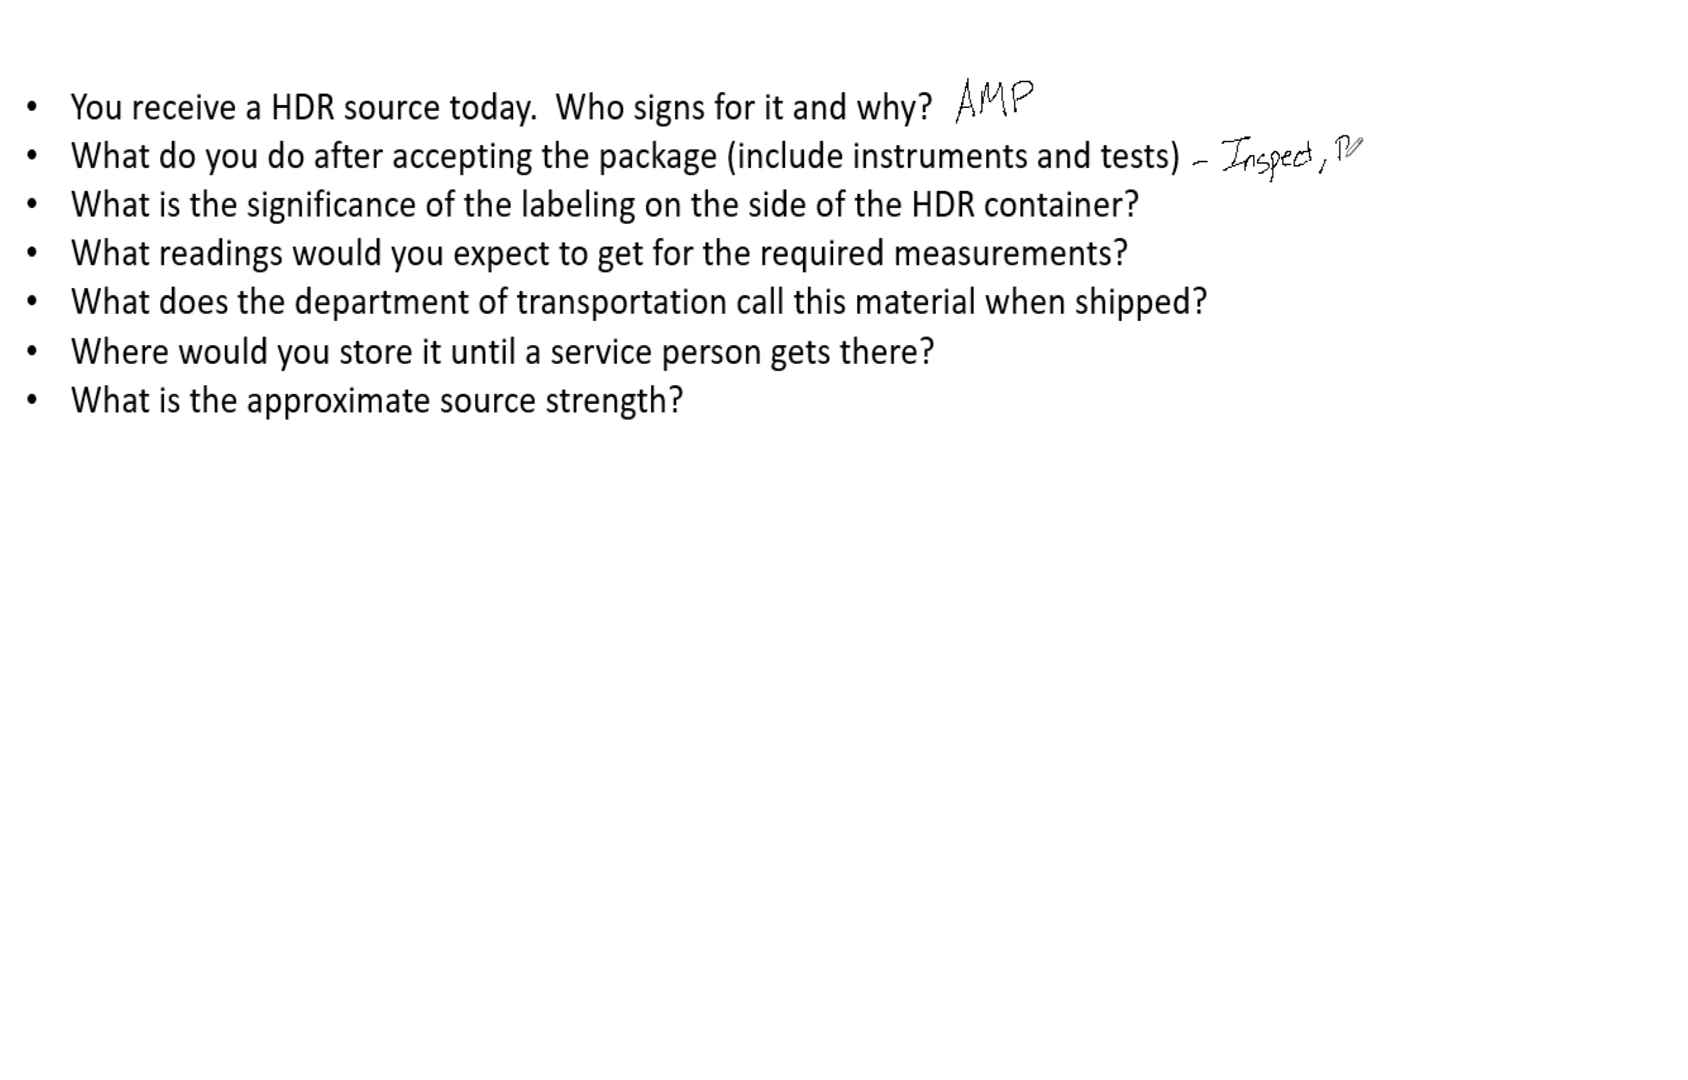 • You receive a HDR source today.  Who signs for it and why? AMP
• What do you do after accepting the package (include instruments and tests) - Inspect,
• What is the significance of the labeling on the side of the HDR container?
• What readings would you expect to get for the required measurements?
• What does the department of transportation call this material when shipped?
• Where would you store it until a service person gets there?
• What is the approximate source strength?